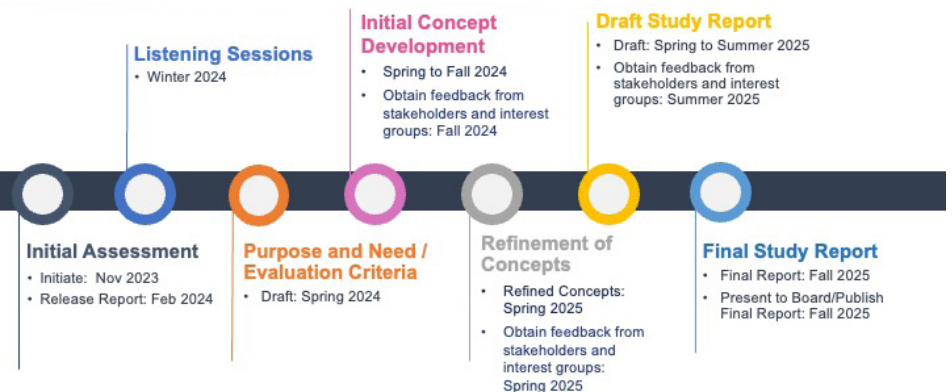 Initial Assessment
• Initiate: Nov 2023
• Release Report: Feb 2024
Listening Sessions
• Winter 2024
Purpose and Need /
Evaluation Criteria
• Draft: Spring 2024
Initial Concept
Development
• Spring to Fall 2024
• Obtain feedback from
stakeholders and interest
groups: Fall 2024
Refinement of
Concepts
• Refined Concepts:
Spring 2025
• Obtain feedback from
stakeholders and
interest groups:
Spring 2025
Draft Study Report
• Draft: Spring to Summer 2025
• Obtain feedback from
stakeholders and interest
groups: Summer 2025
Final Study Report
• Final Report: Fall 2025
• Present to Board/Publish
Final Report: Fall 2025